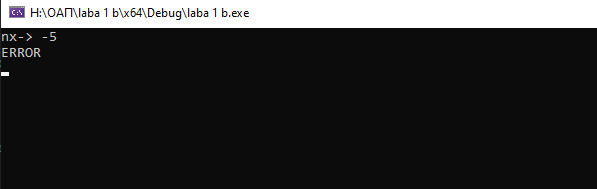 H:\ОАП\laba 1 b\x64\Debug\laba 1 b.exe
nx-> -5
ERROR